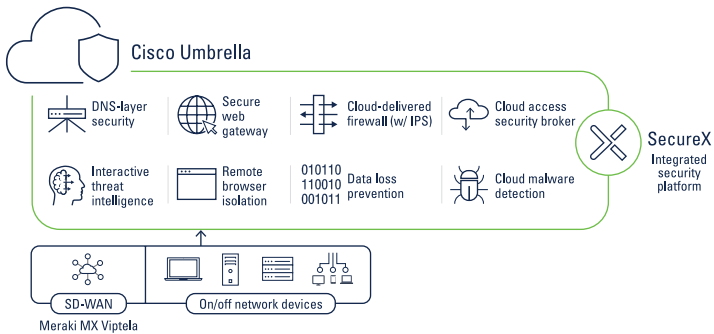 Cisco Umbrella
DNS-layer
security
Secure
web
gateway
Cloud-delivered
firewall (w/ IPS)
Cloud access
security broker
Interactive
threat
intelligence
Remote
browser
isolation
010110
110010
001011
Data loss
prevention
Cloud malware
detection
SecureX
Integrated
security
platform
SD-WAN
On/off network devices
Meraki MX Viptela